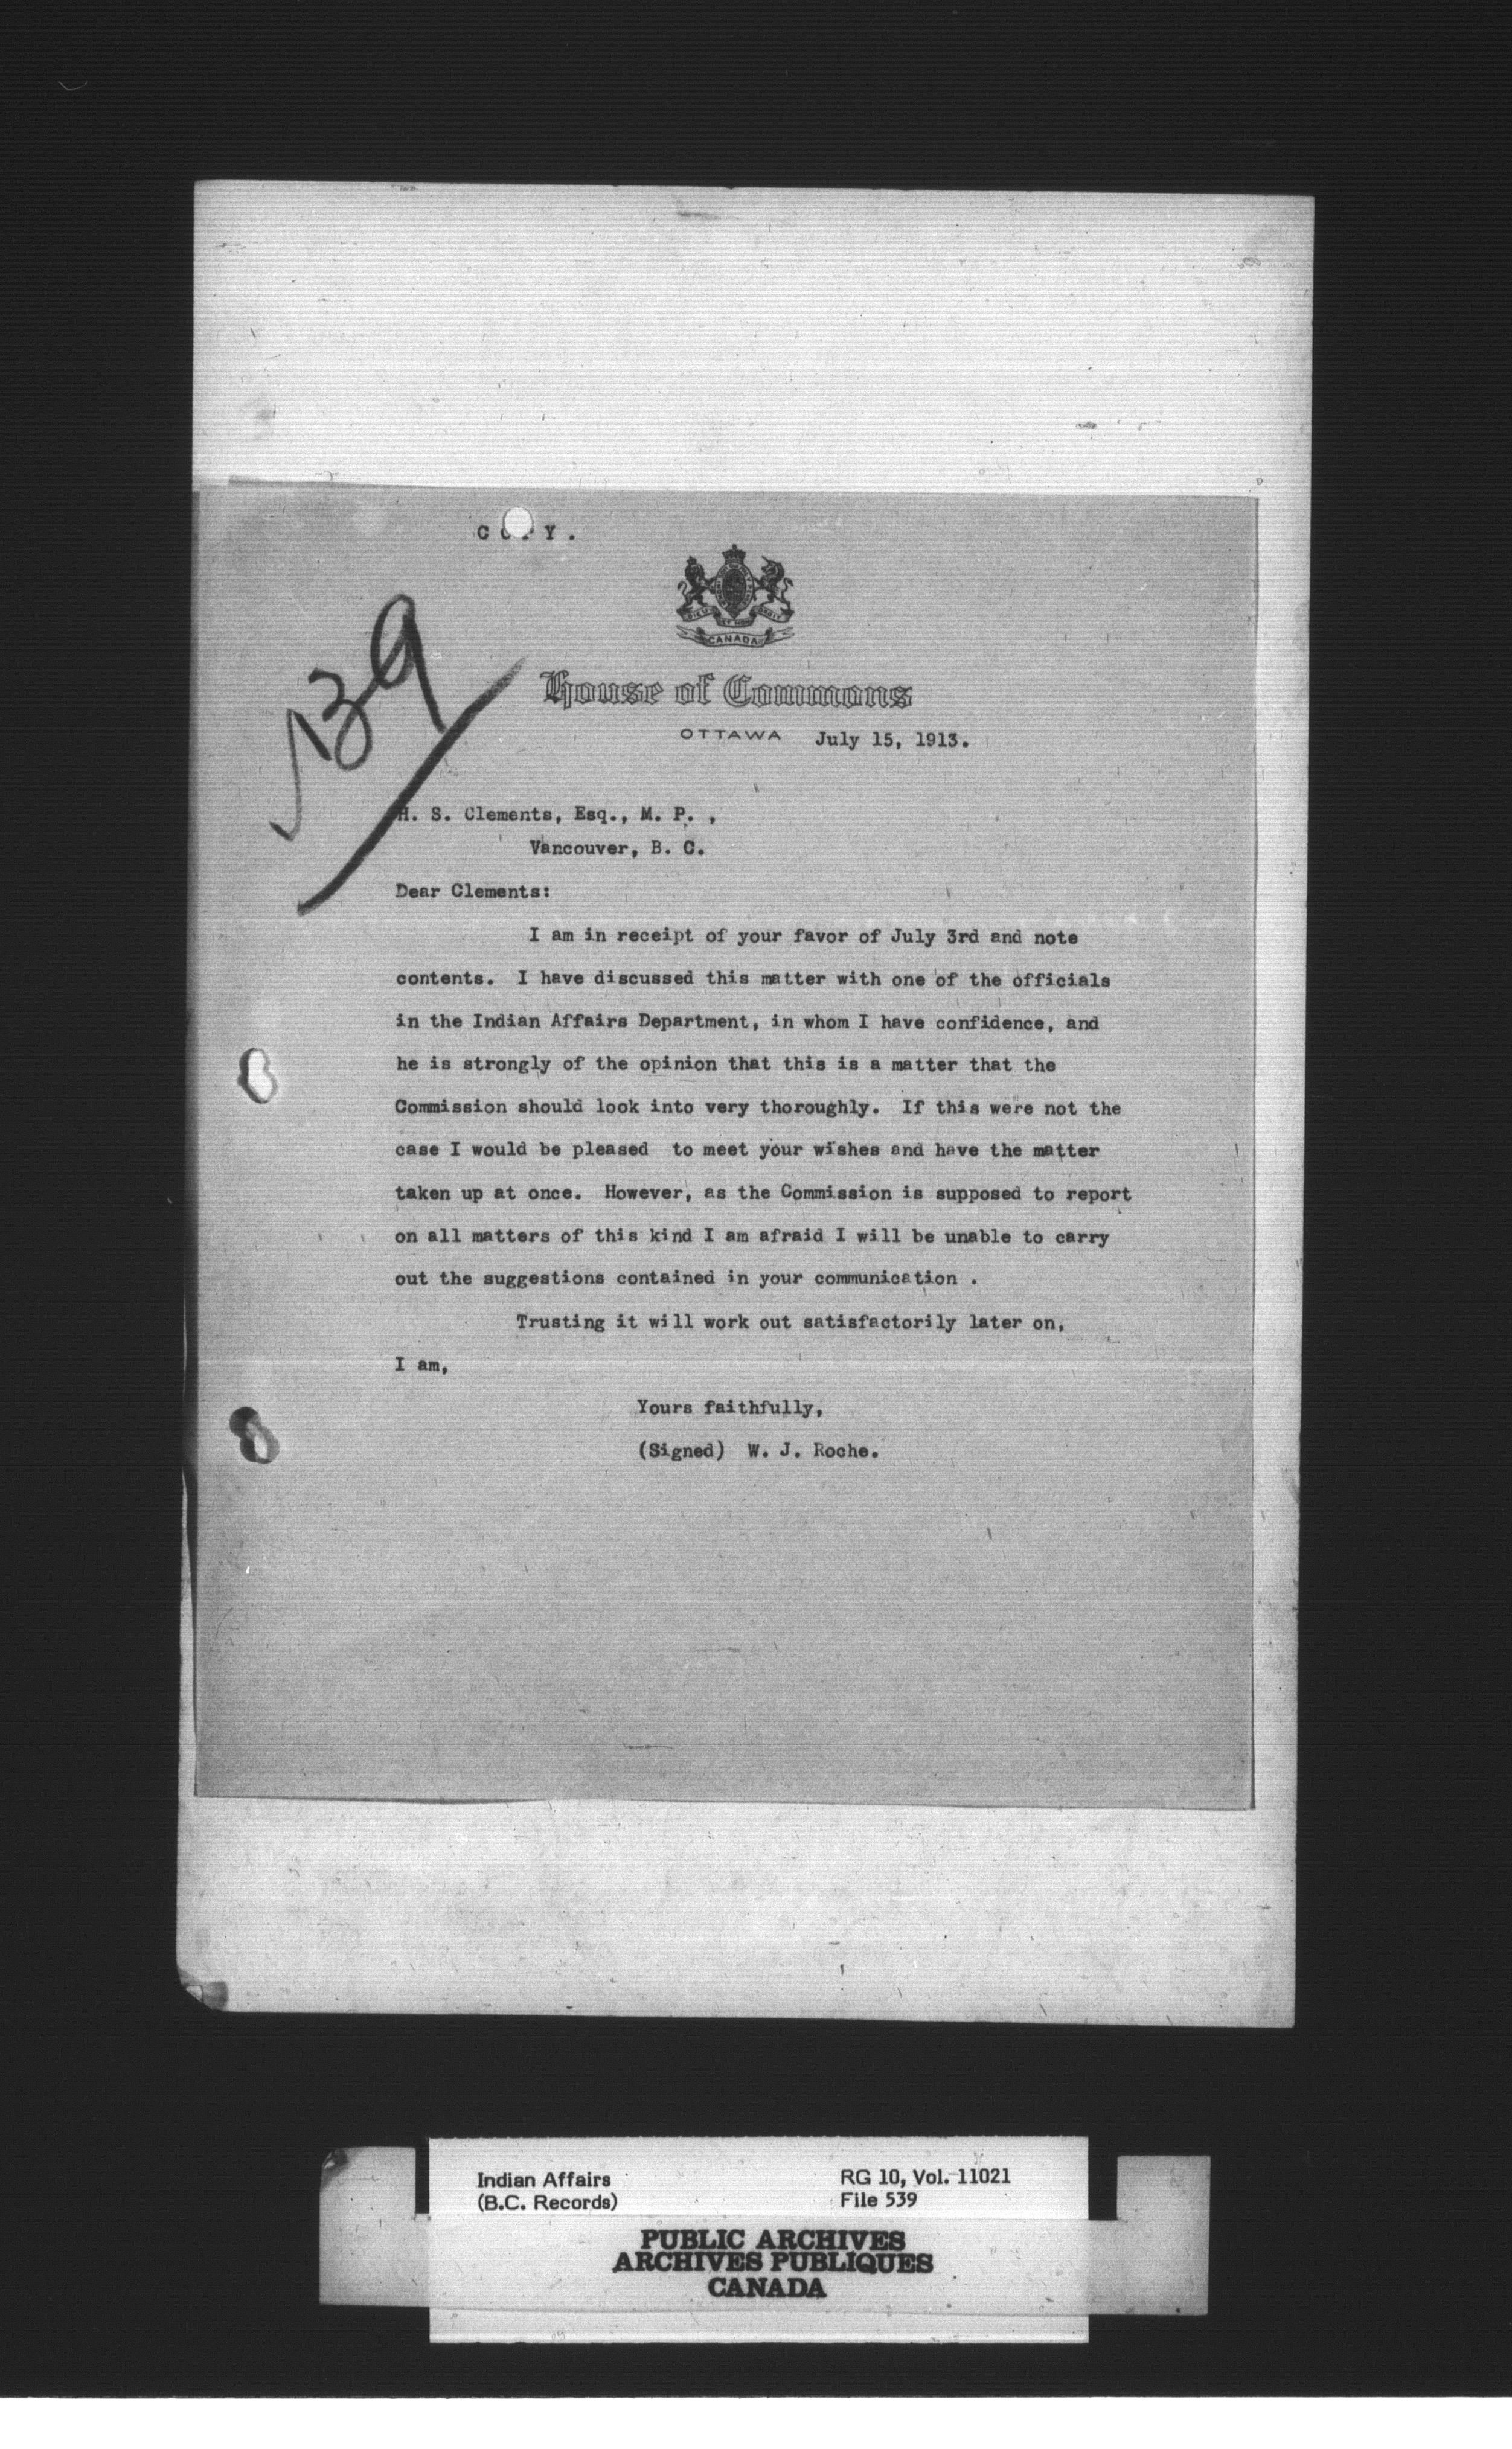 COPY.
139
CANADA
House of Commons
OTTAWA July 15, 1913.
H. S. Clements, Esq., M. P. ,
Vancouver, B. C.
Dear Clements:
I am in receipt of your favor of July 3rd and note
contents. I have discussed this matter with one of the officials
in the Indian Affairs Department, in whom I have confidence, and
he is strongly of the opinion that this is a matter that the
Commission should look into very thoroughly. If this were not the
case I would be pleased to meet your wishes and have the matter
taken up at once. However, as the Commission is supposed to report
on all matters of this kind I am afraid I will be unable to carry
out the suggestions contained in your communication .
Trusting it will work out satisfactorily later on,
I am,
Yours faithfully,
(Signed) W. J. Roche.
Indian Affairs RG 10, Vol. 11021
(B.C. Records) File 539
PUBLIC ARCHIVES
ARCHIVES PUBLIQUES
CANADA